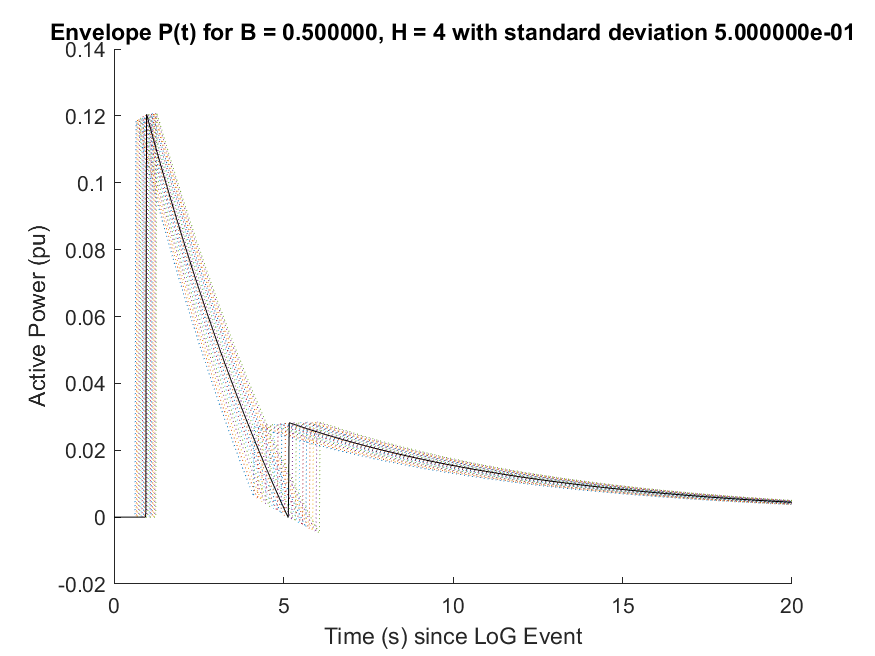 Envelope P(t) for B = 0.500000, H = 4 with standard deviation 5.000000e-01
0.14
0.12
0.1
0.08
0.06
0.04
0.02
0
-0.02
Active Power (pu)
0 5 10 15 20
Time (s) since LoG Event